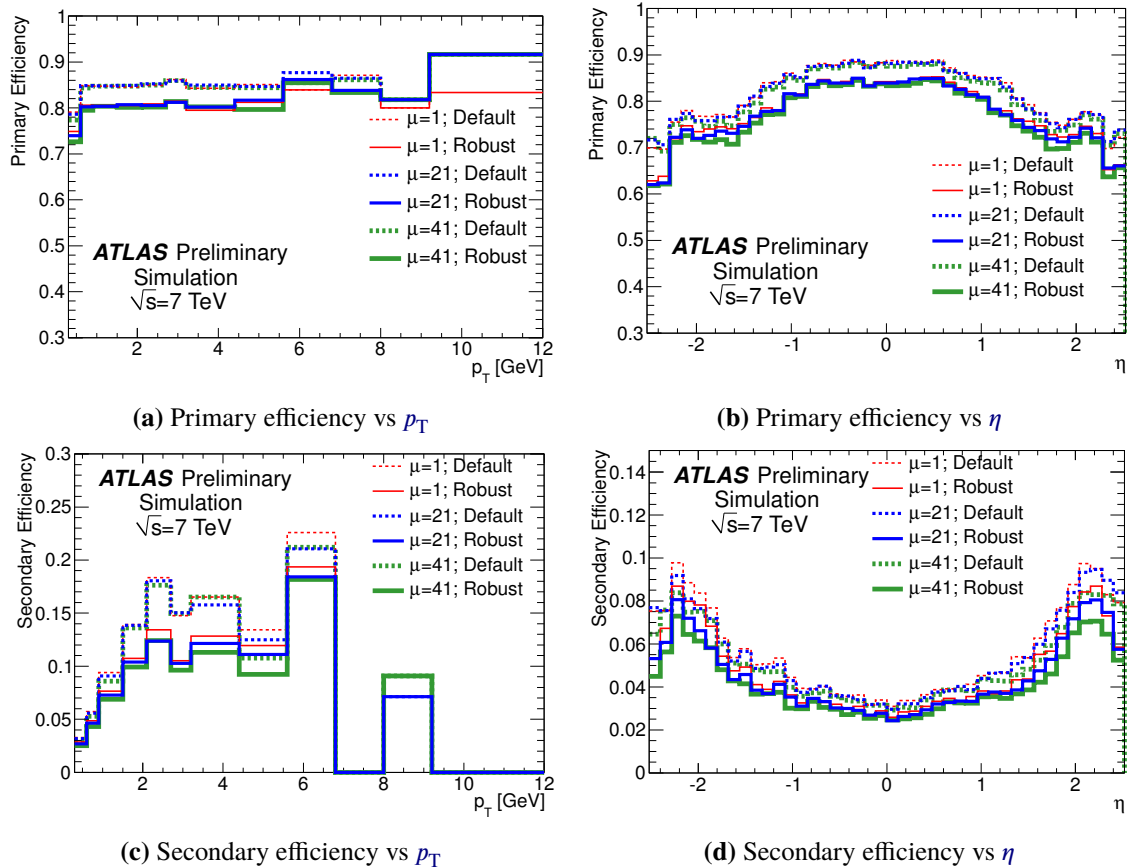 Primary Efficiency
1
0.9
0.8
0.7
0.6
0.5
0.4
0.3
μ=1; Default
μ=1; Robust
μ=21; Default
μ=21; Robust
μ=41; Default
μ=41; Robust
ATLAS Preliminary
Simulation
√s=7 TeV
2 4 6 8 10 12
p_T [GeV]
(a) Primary efficiency vs p_T
Primary Efficiency
1
0.9
0.8
0.7
0.6
0.5
0.4
0.3
μ=1; Default
μ=1; Robust
μ=21; Default
μ=21; Robust
μ=41; Default
μ=41; Robust
ATLAS Preliminary
Simulation
√s=7 TeV
-2 -1 0 1 2
η
(b) Primary efficiency vs η
Secondary Efficiency
0.3
0.25
0.2
0.15
0.1
0.05
0
ATLAS Preliminary
Simulation
√s=7 TeV
μ=1; Default
μ=1; Robust
μ=21; Default
μ=21; Robust
μ=41; Default
μ=41; Robust
2 4 6 8 10 12
p_T [GeV]
(c) Secondary efficiency vs p_T
Secondary Efficiency
0.14
0.12
0.1
0.08
0.06
0.04
0.02
0
ATLAS Preliminary
Simulation
√s=7 TeV
μ=1; Default
μ=1; Robust
μ=21; Default
μ=21; Robust
μ=41; Default
μ=41; Robust
-2 -1 0 1 2
η
(d) Secondary efficiency vs η